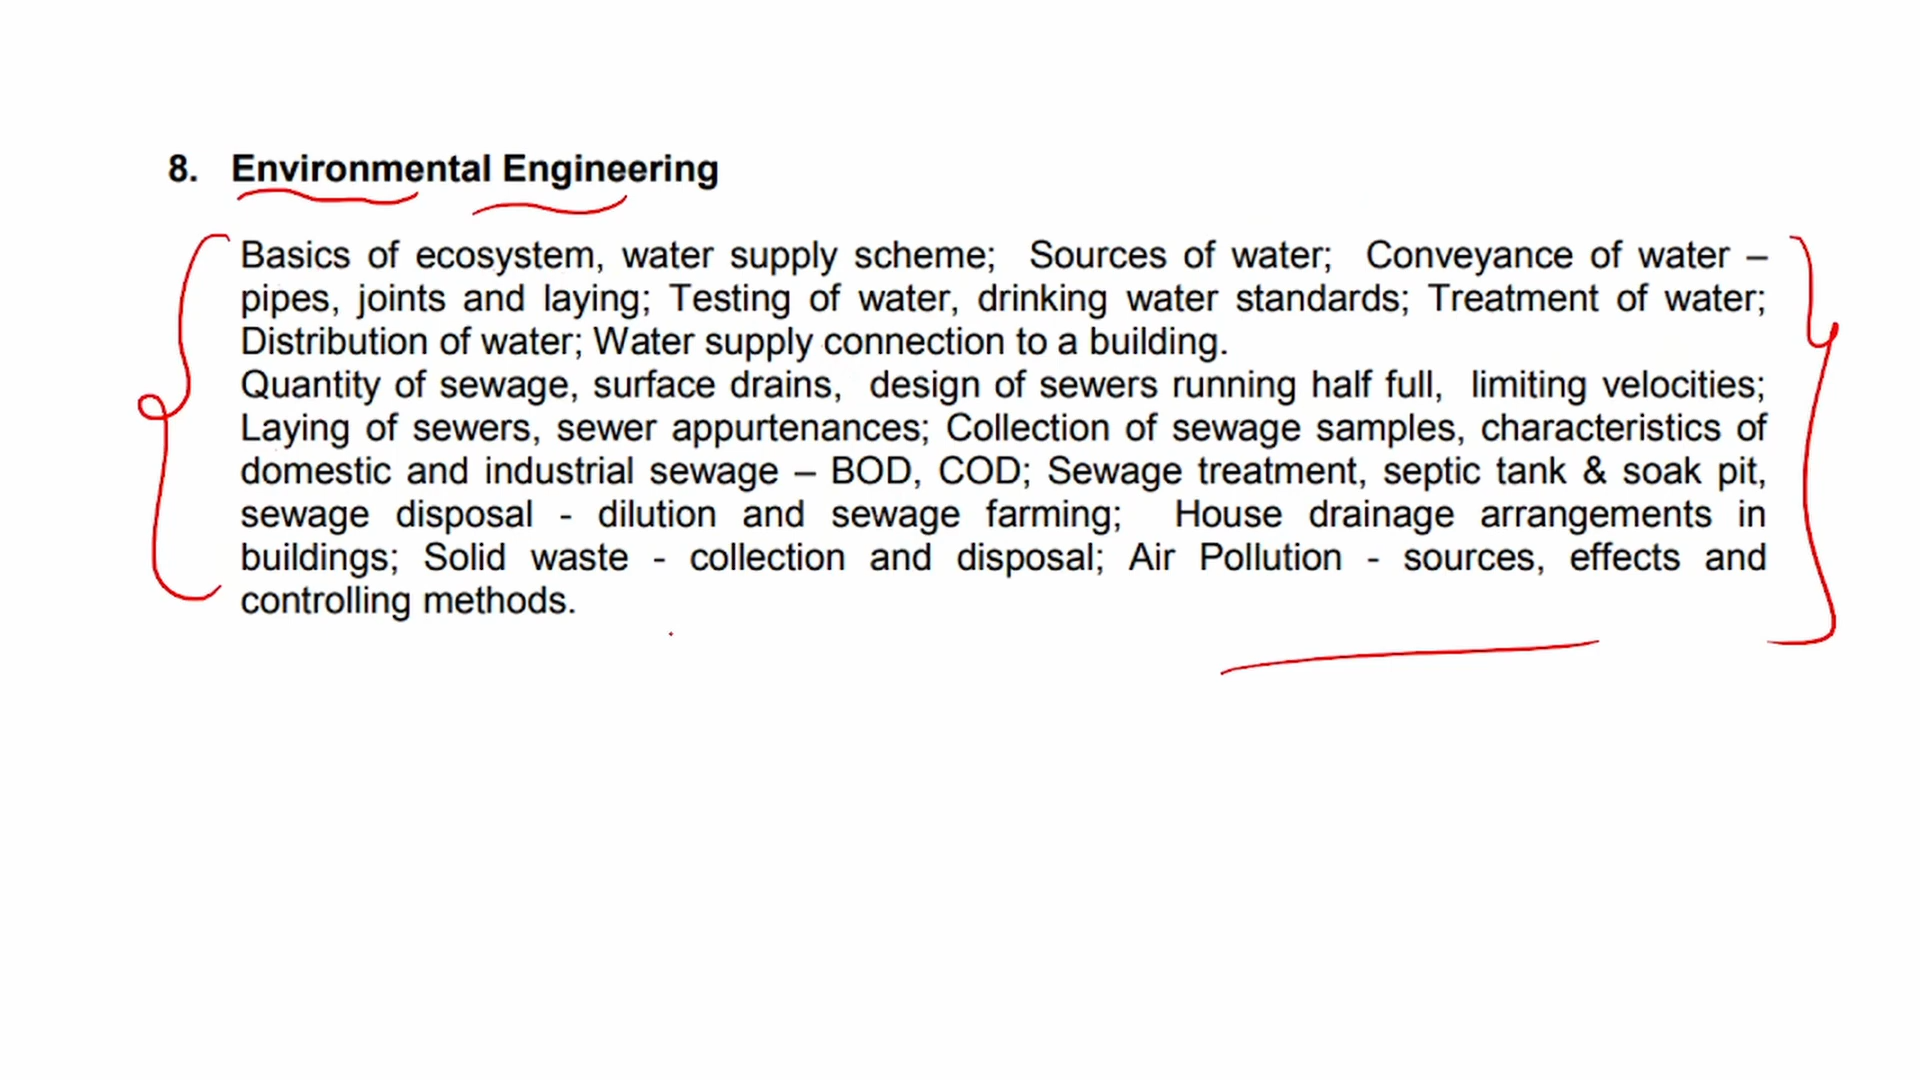 8. Environmental Engineering
Basics of ecosystem, water supply scheme; Sources of water; Conveyance of water –
pipes, joints and laying; Testing of water, drinking water standards; Treatment of water;
Distribution of water; Water supply connection to a building.
Quantity of sewage, surface drains, design of sewers running half full, limiting velocities;
Laying of sewers, sewer appurtenances; Collection of sewage samples, characteristics of
domestic and industrial sewage – BOD, COD; Sewage treatment, septic tank & soak pit,
sewage disposal - dilution and sewage farming; House drainage arrangements in
buildings; Solid waste - collection and disposal; Air Pollution - sources, effects and
controlling methods.